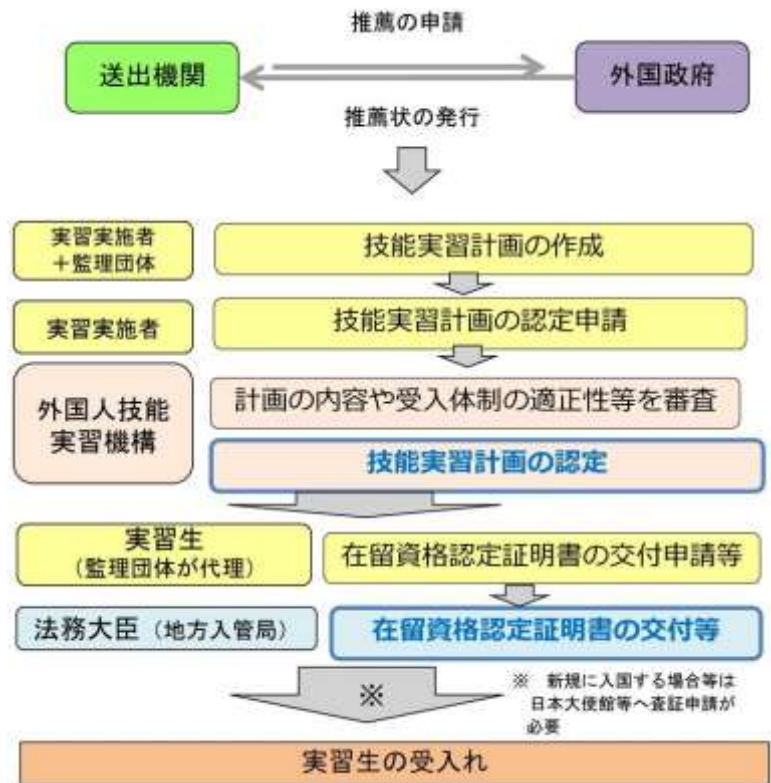 推薦の申請
送出機関
外国政府
推薦状の発行
実習実施者
＋監理団体
技能実習計画の作成
実習実施者
技能実習計画の認定申請
外国人技能
実習機構
計画の内容や受入体制の適正性等を審査
技能実習計画の認定
実習生
（監理団体が代理）
在留資格認定証明書の交付申請等
法務大臣（地方入管局）
在留資格認定証明書の交付等
※
※　新規に入国する場合等は
日本大使館等へ査証申請が
必要
実習生の受入れ